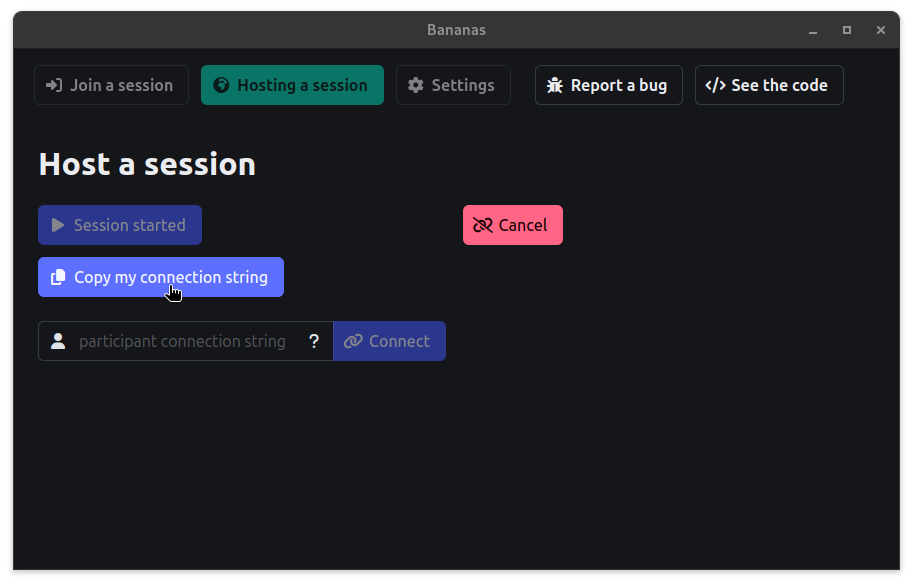 Bananas
Join a session Hosting a session Settings Report a bug See the code
Host a session
Session started Cancel
Copy my connection string
participant connection string ? Connect